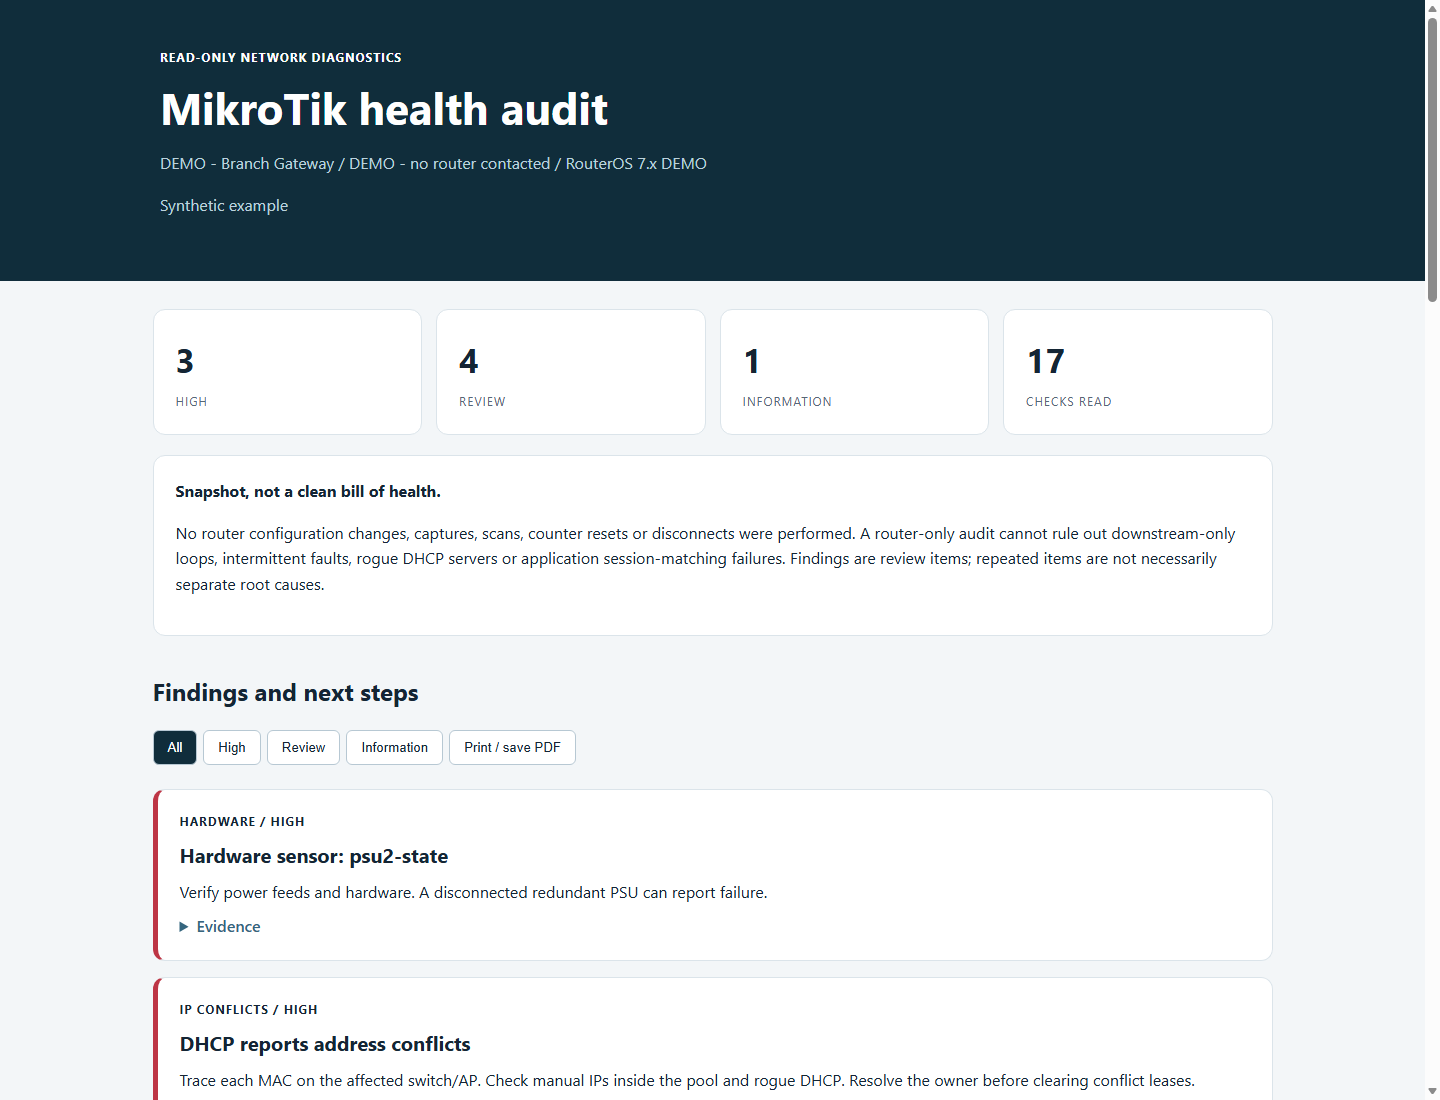 READ-ONLY NETWORK DIAGNOSTICS
MikroTik health audit
DEMO - Branch Gateway / DEMO - no router contacted / RouterOS 7.x DEMO
Synthetic example
3
HIGH
4
REVIEW
1
INFORMATION
17
CHECKS READ
Snapshot, not a clean bill of health.
No router configuration changes, captures, scans, counter resets or disconnects were performed. A router-only audit cannot rule out downstream-only
loops, intermittent faults, rogue DHCP servers or application session-matching failures. Findings are review items; repeated items are not necessarily
separate root causes.
Findings and next steps
All
High
Review
Information
Print / save PDF
HARDWARE / HIGH
Hardware sensor: psu2-state
Verify power feeds and hardware. A disconnected redundant PSU can report failure.
Evidence
IP CONFLICTS / HIGH
DHCP reports address conflicts
Trace each MAC on the affected switch/AP. Check manual IPs inside the pool and rogue DHCP. Resolve the owner before clearing conflict leases.